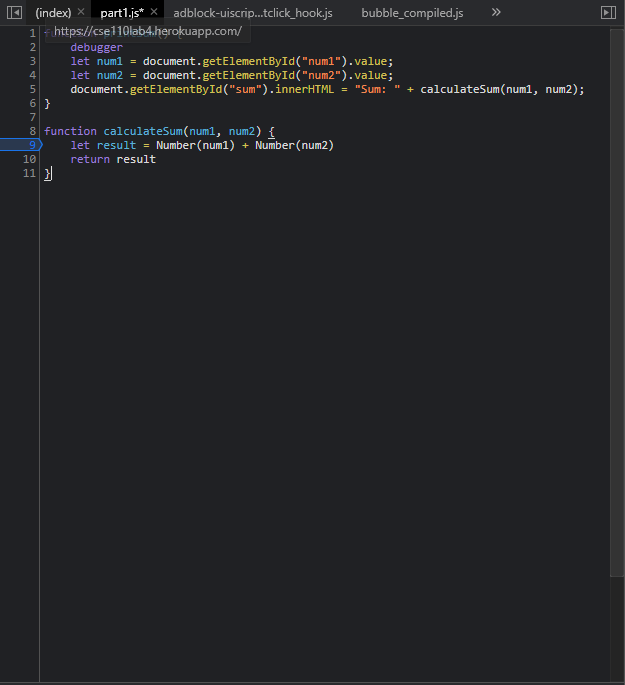 (index) × part1.js* × adblock-uiscrip...tclick_hook.js bubble_compiled.js »
https://cse110lab4.herokuapp.com/
1
2 debugger
3 let num1 = document.getElementById("num1").value;
4 let num2 = document.getElementById("num2").value;
5 document.getElementById("sum").innerHTML = "Sum: " + calculateSum(num1, num2);
6 }
7
8 function calculateSum(num1, num2) {
9 let result = Number(num1) + Number(num2)
10 return result
11 }